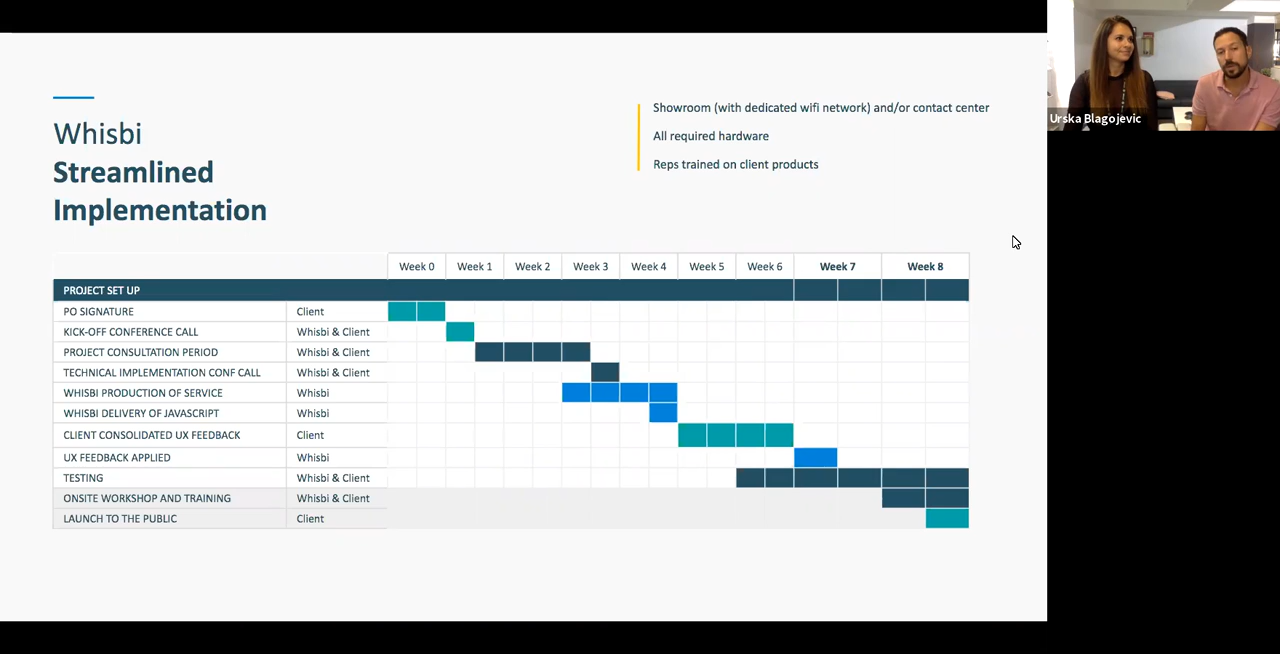 Whisbi
Streamlined
Implementation
Showroom (with dedicated wifi network) and/or contact center
All required hardware
Reps trained on client products
Urska Blagojevic
Week 0 Week 1 Week 2 Week 3 Week 4 Week 5 Week 6 Week 7 Week 8
PROJECT SET UP
PO SIGNATURE Client
KICK-OFF CONFERENCE CALL Whisbi & Client
PROJECT CONSULTATION PERIOD Whisbi & Client
TECHNICAL IMPLEMENTATION CONF CALL Whisbi & Client
WHISBI PRODUCTION OF SERVICE Whisbi
WHISBI DELIVERY OF JAVASCRIPT Whisbi
CLIENT CONSOLIDATED UX FEEDBACK Client
UX FEEDBACK APPLIED Whisbi
TESTING Whisbi & Client
ONSITE WORKSHOP AND TRAINING Whisbi & Client
LAUNCH TO THE PUBLIC Client